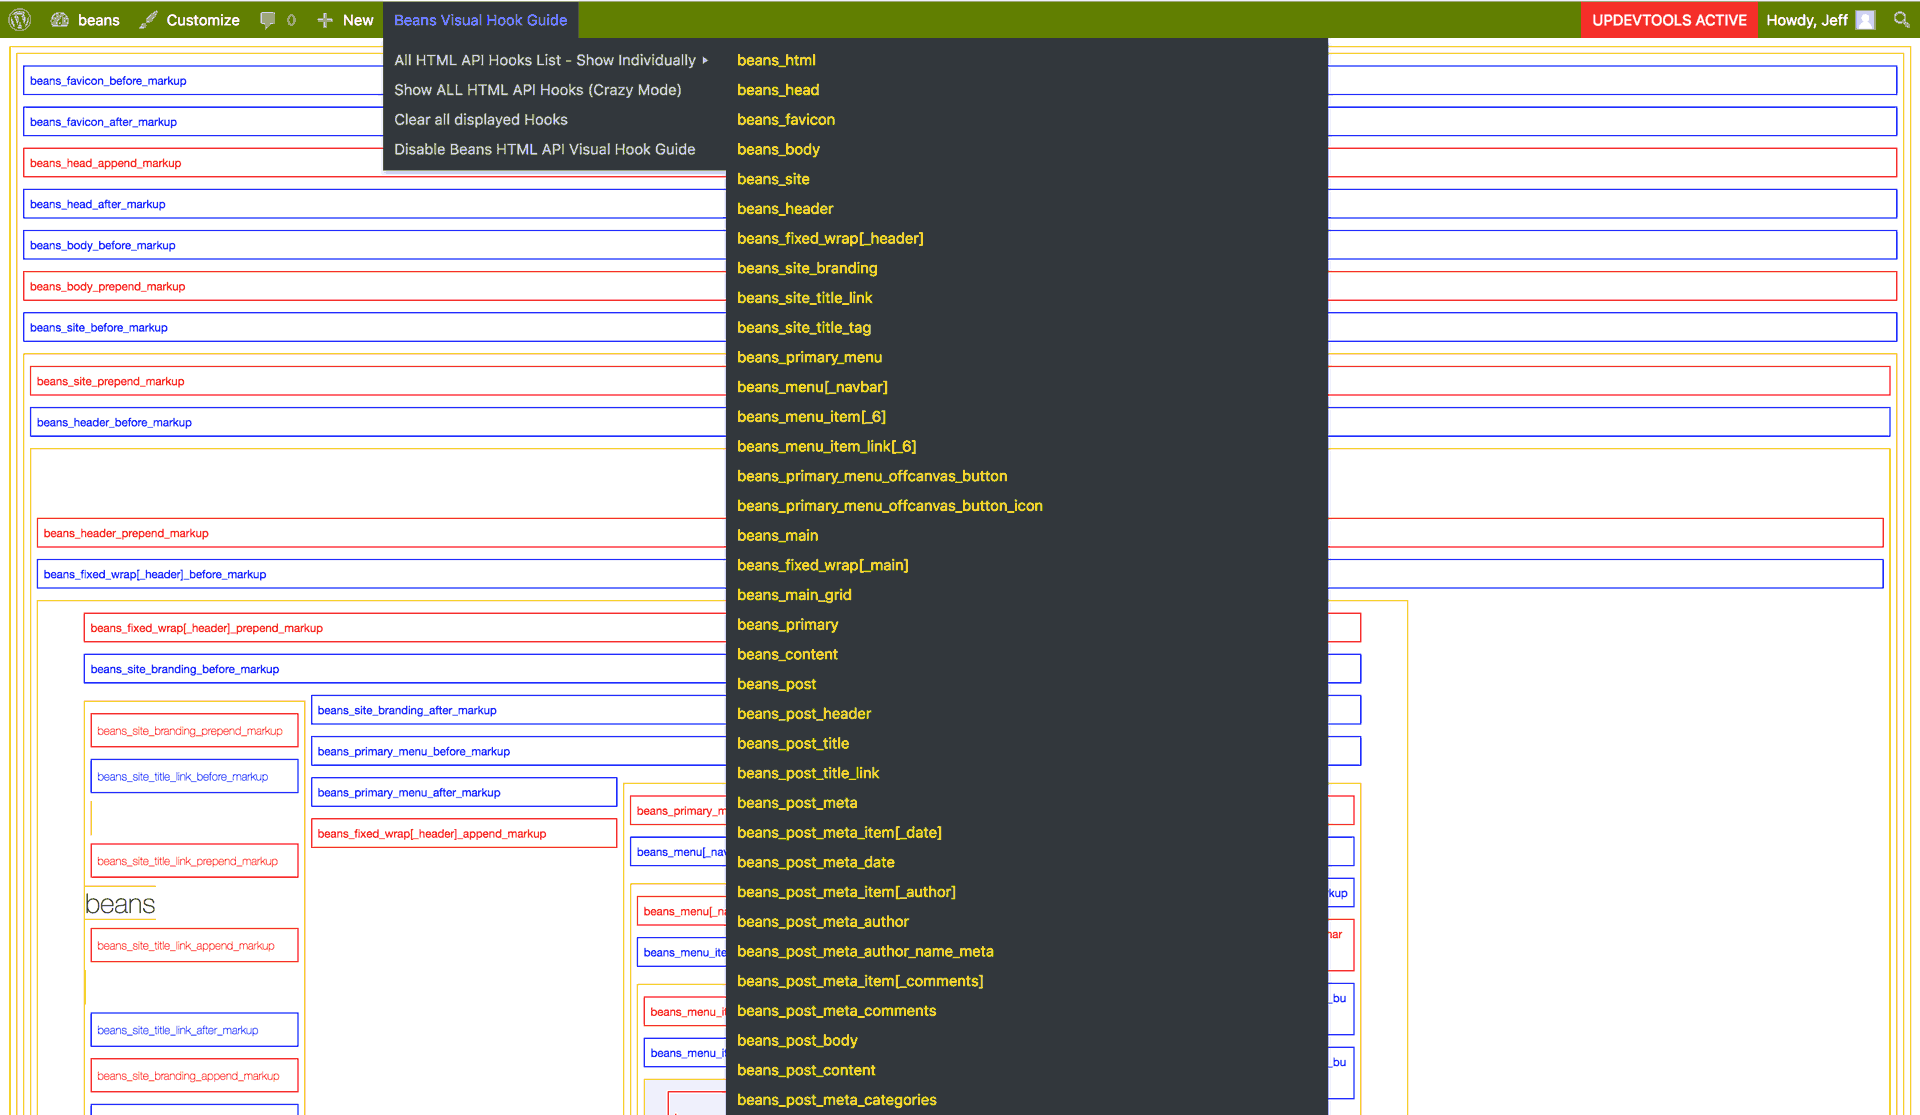 beans
Customize
0
New
Beans Visual Hook Guide
UPDEVTOOLS ACTIVE
Howdy, Jeff
All HTML API Hooks List - Show Individually
Show ALL HTML API Hooks (Crazy Mode)
Clear all displayed Hooks
Disable Beans HTML API Visual Hook Guide
beans_html
beans_head
beans_favicon
beans_body
beans_site
beans_header
beans_fixed_wrap[_header]
beans_site_branding
beans_site_title_link
beans_site_title_tag
beans_primary_menu
beans_menu[_navbar]
beans_menu_item[_6]
beans_menu_item_link[_6]
beans_primary_menu_offcanvas_button
beans_primary_menu_offcanvas_button_icon
beans_main
beans_fixed_wrap[_main]
beans_main_grid
beans_primary
beans_content
beans_post
beans_post_header
beans_post_title
beans_post_title_link
beans_post_meta
beans_post_meta_item[_date]
beans_post_meta_date
beans_post_meta_item[_author]
beans_post_meta_author
beans_post_meta_author_name_meta
beans_post_meta_item[_comments]
beans_post_meta_comments
beans_post_body
beans_post_content
beans_post_meta_categories
beans_favicon_before_markup
beans_favicon_after_markup
beans_head_append_markup
beans_head_after_markup
beans_body_before_markup
beans_body_prepend_markup
beans_site_before_markup
beans_site_prepend_markup
beans_header_before_markup
beans_header_prepend_markup
beans_fixed_wrap[_header]_before_markup
beans_fixed_wrap[_header]_prepend_markup
beans_site_branding_before_markup
beans_site_branding_prepend_markup
beans_site_title_link_before_markup
beans_site_title_link_prepend_markup
beans
beans_site_title_link_append_markup
beans_site_title_link_after_markup
beans_site_branding_append_markup
beans_site_branding_after_markup
beans_primary_menu_before_markup
beans_primary_menu_after_markup
beans_fixed_wrap[_header]_append_markup
beans_primary_m
beans_menu[_nav
beans_menu[_na
beans_menu_ite
beans_menu_i
beans_menu_i
kup
nar
_bu
_bu